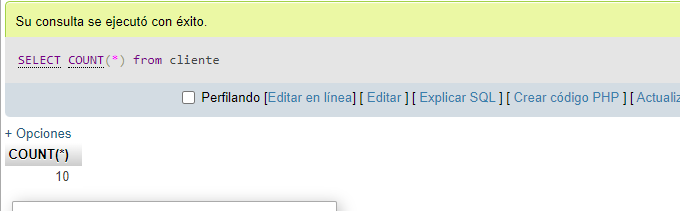 Su consulta se ejecutó con éxito.
SELECT COUNT(*) from cliente
Perfilando [Editar en línea] [ Editar ] [ Explicar SQL ] [ Crear código PHP ] [ Actualiz
+ Opciones
COUNT(*)
10